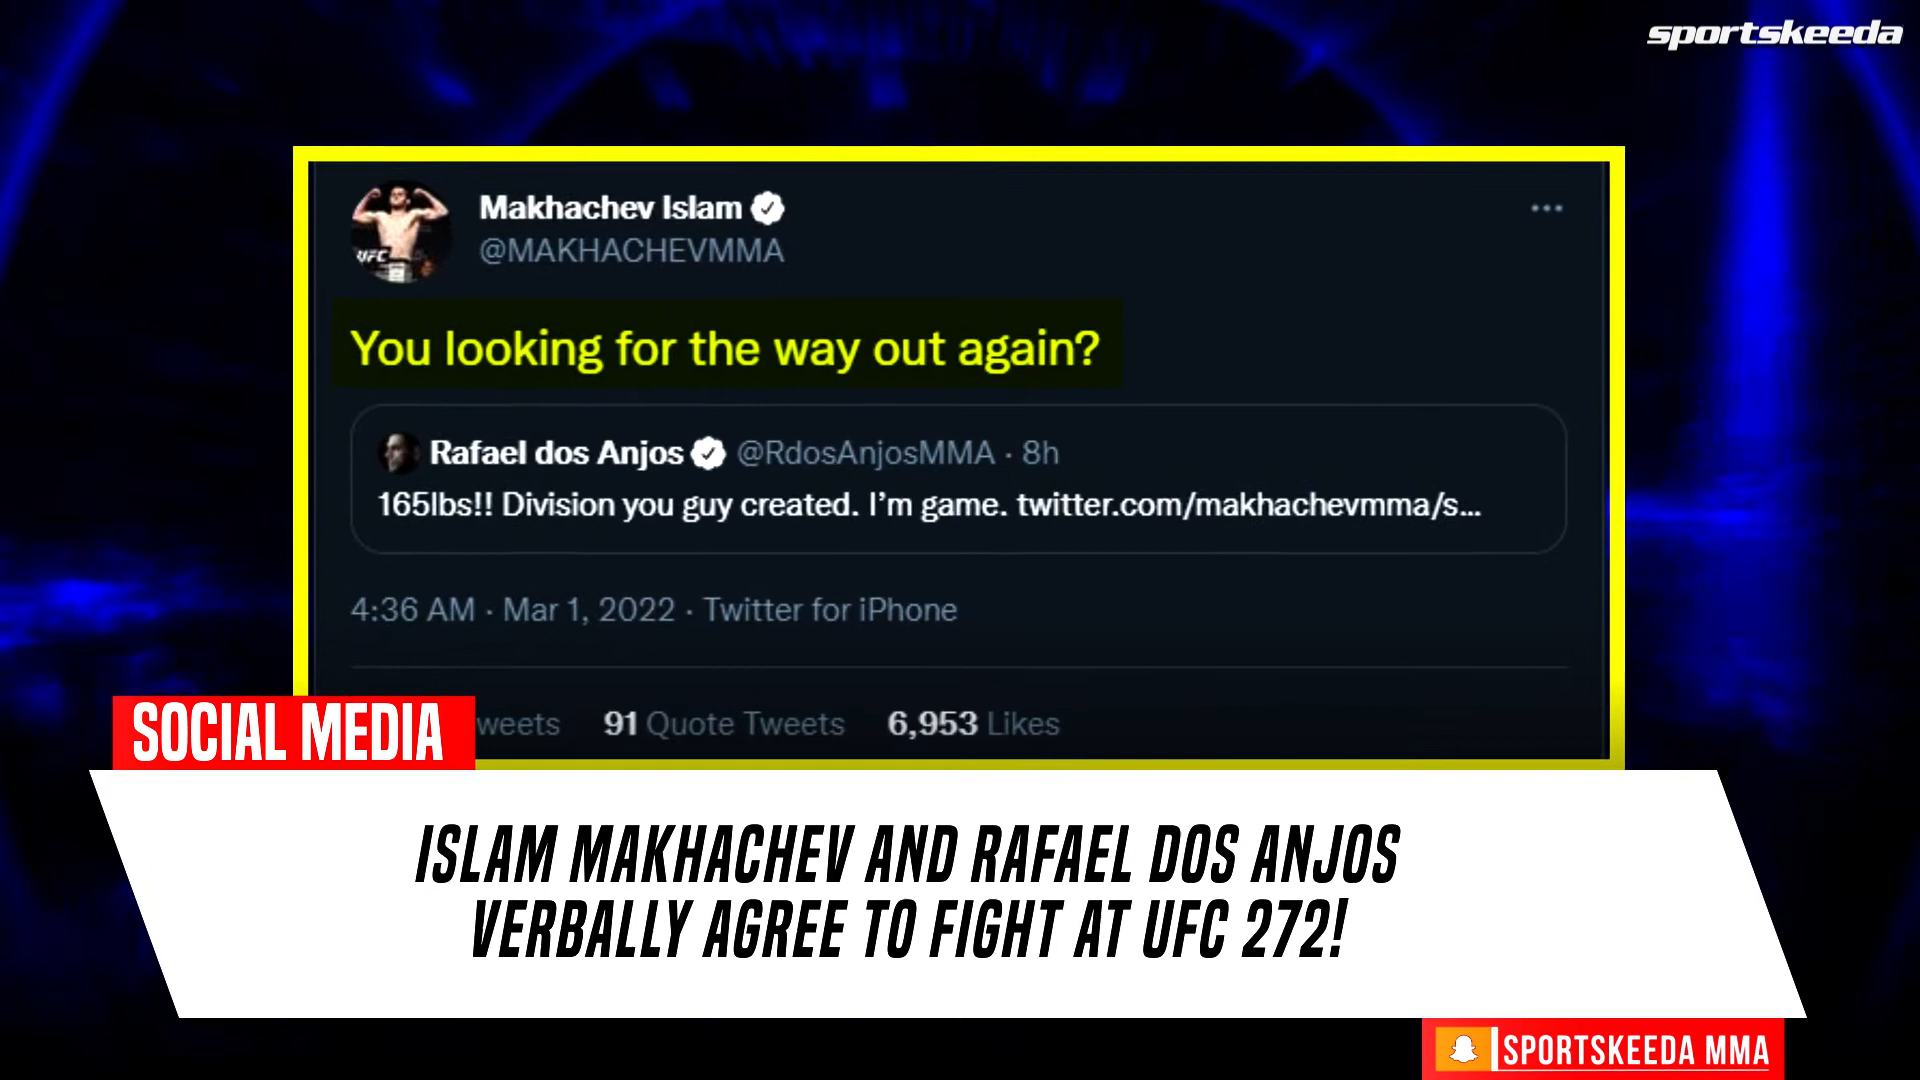 sportskeeda
Makhachev Islam
@MAKHACHEVMMA
You looking for the way out again?
Rafael dos Anjos @RdosAnjosMMA · 8h
165lbs!! Division you guy created. I'm game. twitter.com/makhachevmma/s...
4:36 AM · Mar 1, 2022 · Twitter for iPhone
weets 91 Quote Tweets 6,953 Likes
SOCIAL MEDIA
ISLAM MAKHACHEV AND RAFAEL DOS ANJOS
VERBALLY AGREE TO FIGHT AT UFC 272!
SPORTSKEEDA MMA